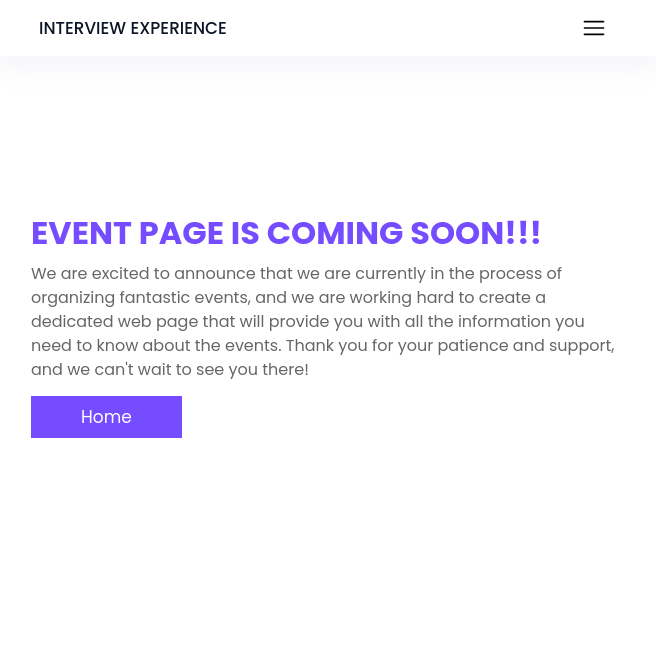 INTERVIEW EXPERIENCE
EVENT PAGE IS COMING SOON!!!
We are excited to announce that we are currently in the process of
organizing fantastic events, and we are working hard to create a
dedicated web page that will provide you with all the information you
need to know about the events. Thank you for your patience and support,
and we can't wait to see you there!
Home